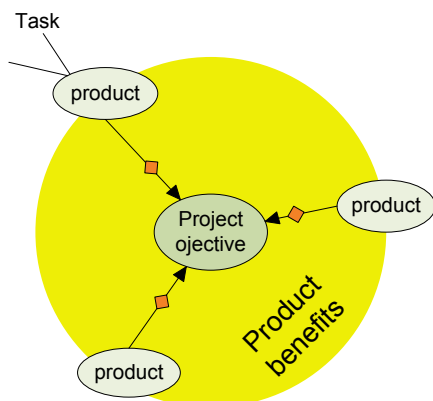 Task
product
product
Project
ojective
Product
benefits
product